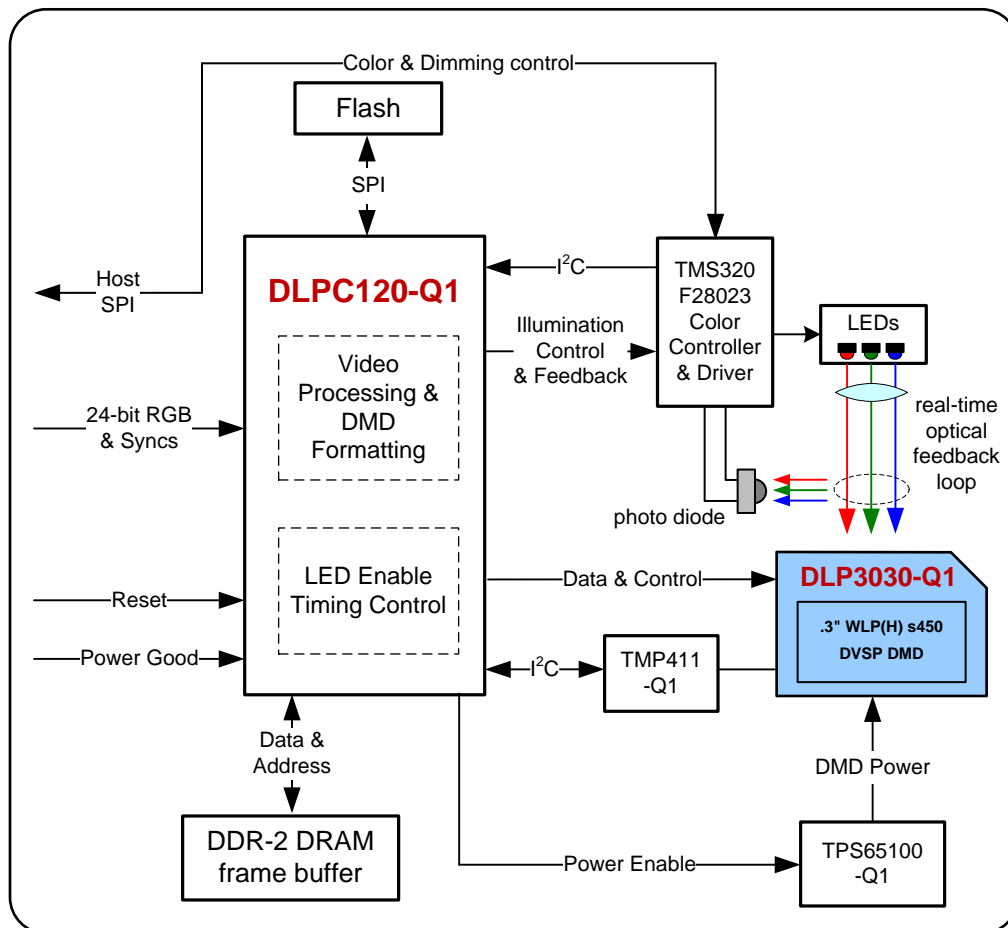 Color & Dimming control
Flash
SPI
Host
SPI
DLPC120-Q1
I²C
TMS320
F28023
Color
Controller
& Driver
LEDs
Video
Processing &
DMD
Formatting
Illumination
Control
& Feedback
24-bit RGB
& Syncs
real-time
optical
feedback
loop
photo diode
LED Enable
Timing Control
Data & Control
DLP3030-Q1
.3" WLP(H) s450
DVSP DMD
Reset
Power Good
I²C
TMP411
-Q1
Data &
Address
DMD Power
DDR-2 DRAM
frame buffer
Power Enable
TPS65100
-Q1